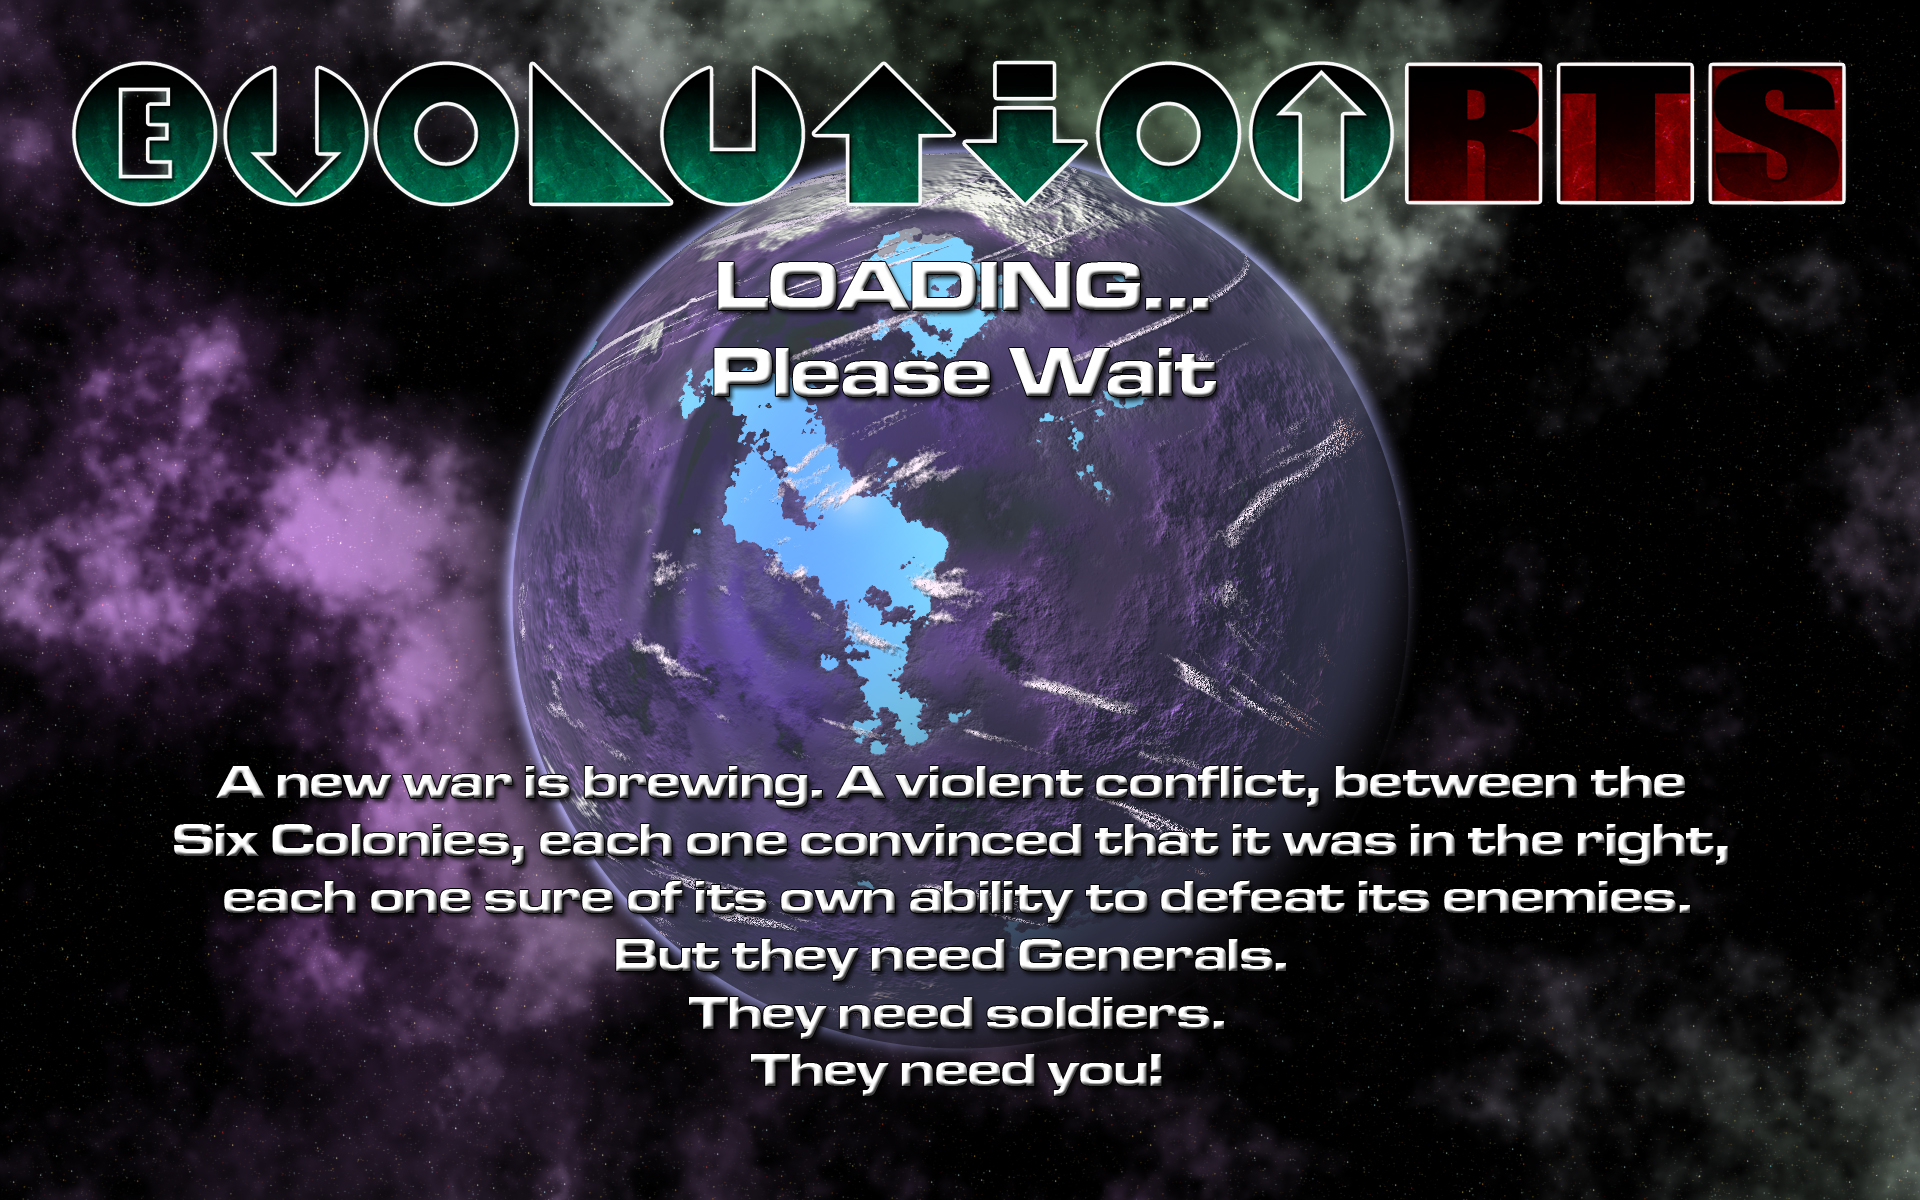 EVOLUTION RTS
LOADING...
Please Wait
A new war is brewing. A violent conflict, between the
Six Colonies, each one convinced that it was in the right,
each one sure of its own ability to defeat its enemies.
But they need Generals.
They need soldiers.
They need you!